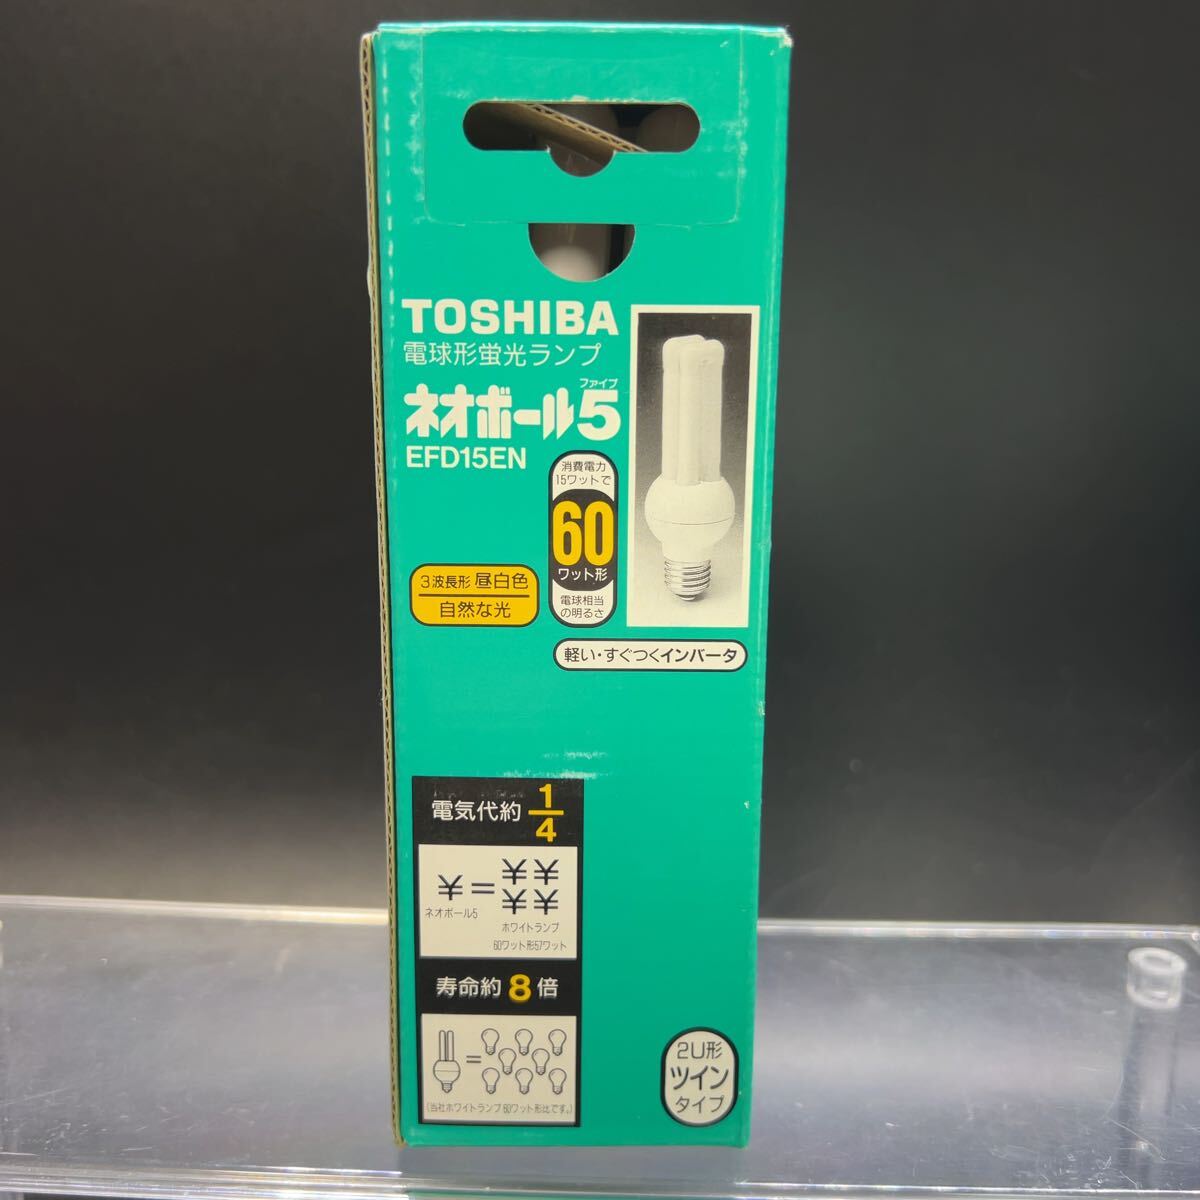 TOSHIBA
電球形蛍光ランプ
ファイブ
ネオボール5
EFD15EN
消費電力
15ワットで
60
ワット形
電球相当
の明るさ
3波長形 昼白色
自然な光
軽い・すぐつくインバータ
電気代約 1/4
¥=¥¥
¥¥
ネオボール5
ホワイトランプ
60ワット形57ワット
寿命約8倍
=
(当社ホワイトランプ60ワット形比です。)
2U形
ツイン
タイプ